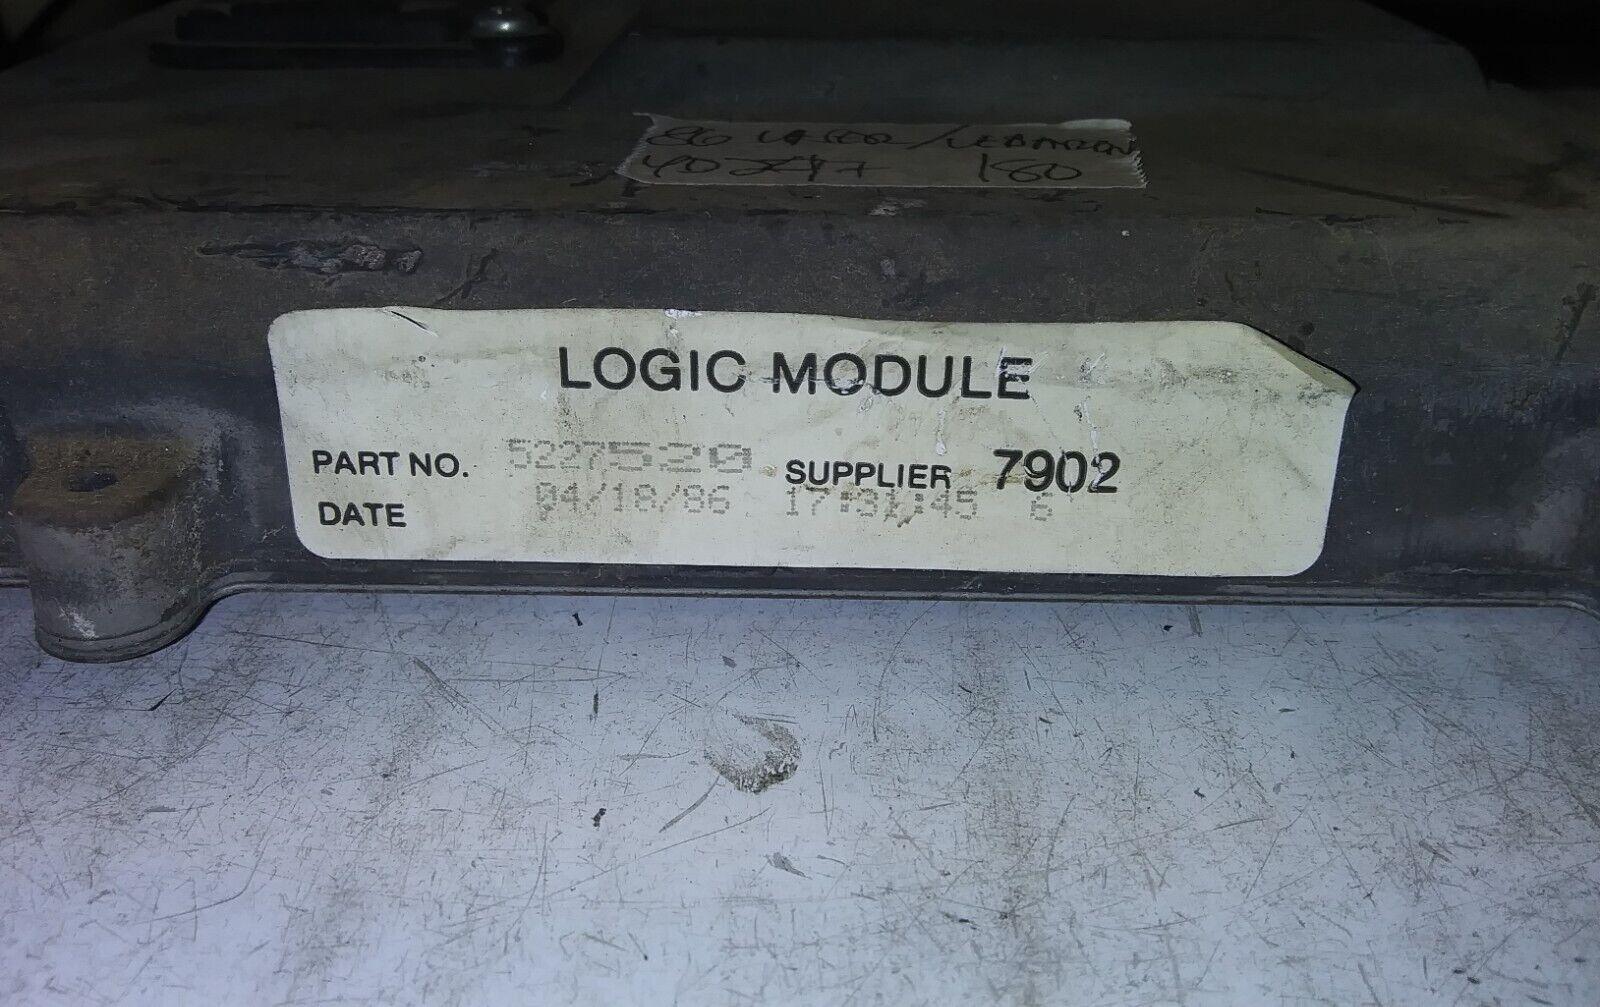 86 LASER/LEBARON
180
LOGIC MODULE
PART NO. 5227520 SUPPLIER 7902
DATE 04/18/86 17:31:45 6